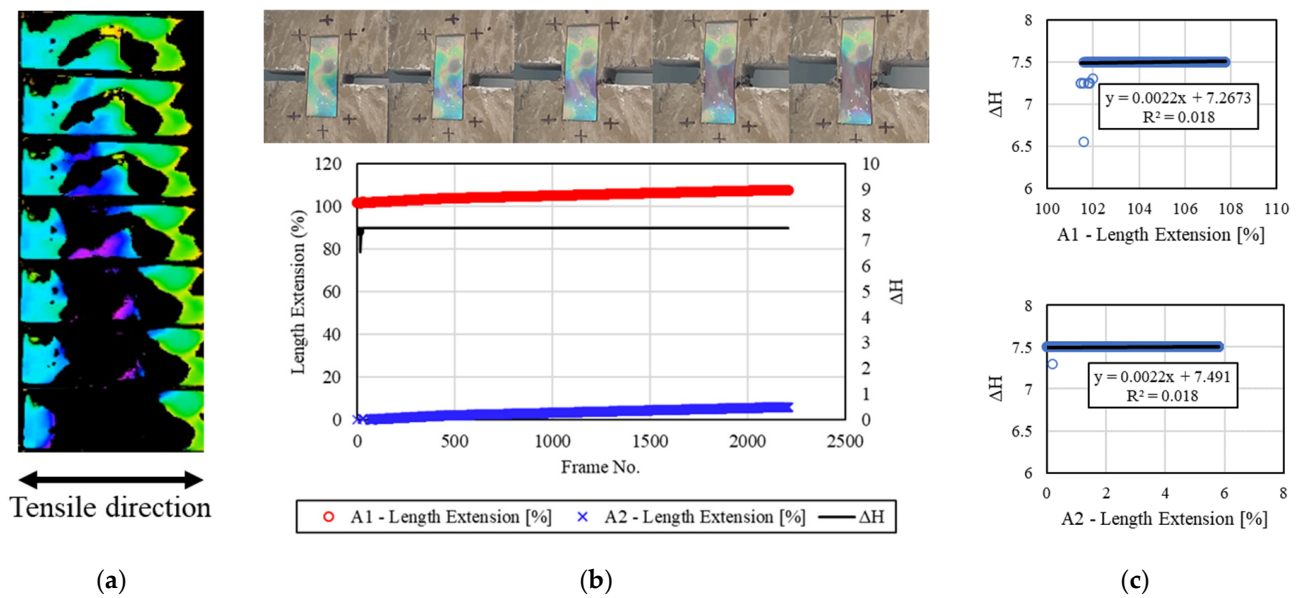 Tensile direction
(a)
120
100
80
60
40
20
0
Length Extension (%)
10
9
8
7
6
5
4
3
2
1
0
ΔH
0 500 1000 1500 2000 2500
Frame No.
A1 - Length Extension [%] A2 - Length Extension [%] ΔH
(b)
8
7.5
7
6.5
6
ΔH
y = 0.0022x + 7.2673
R² = 0.018
100 102 104 106 108 110
A1 - Length Extension [%]
8
7.5
7
6.5
6
ΔH
y = 0.0022x + 7.491
R² = 0.018
0 2 4 6 8
A2 - Length Extension [%]
(c)